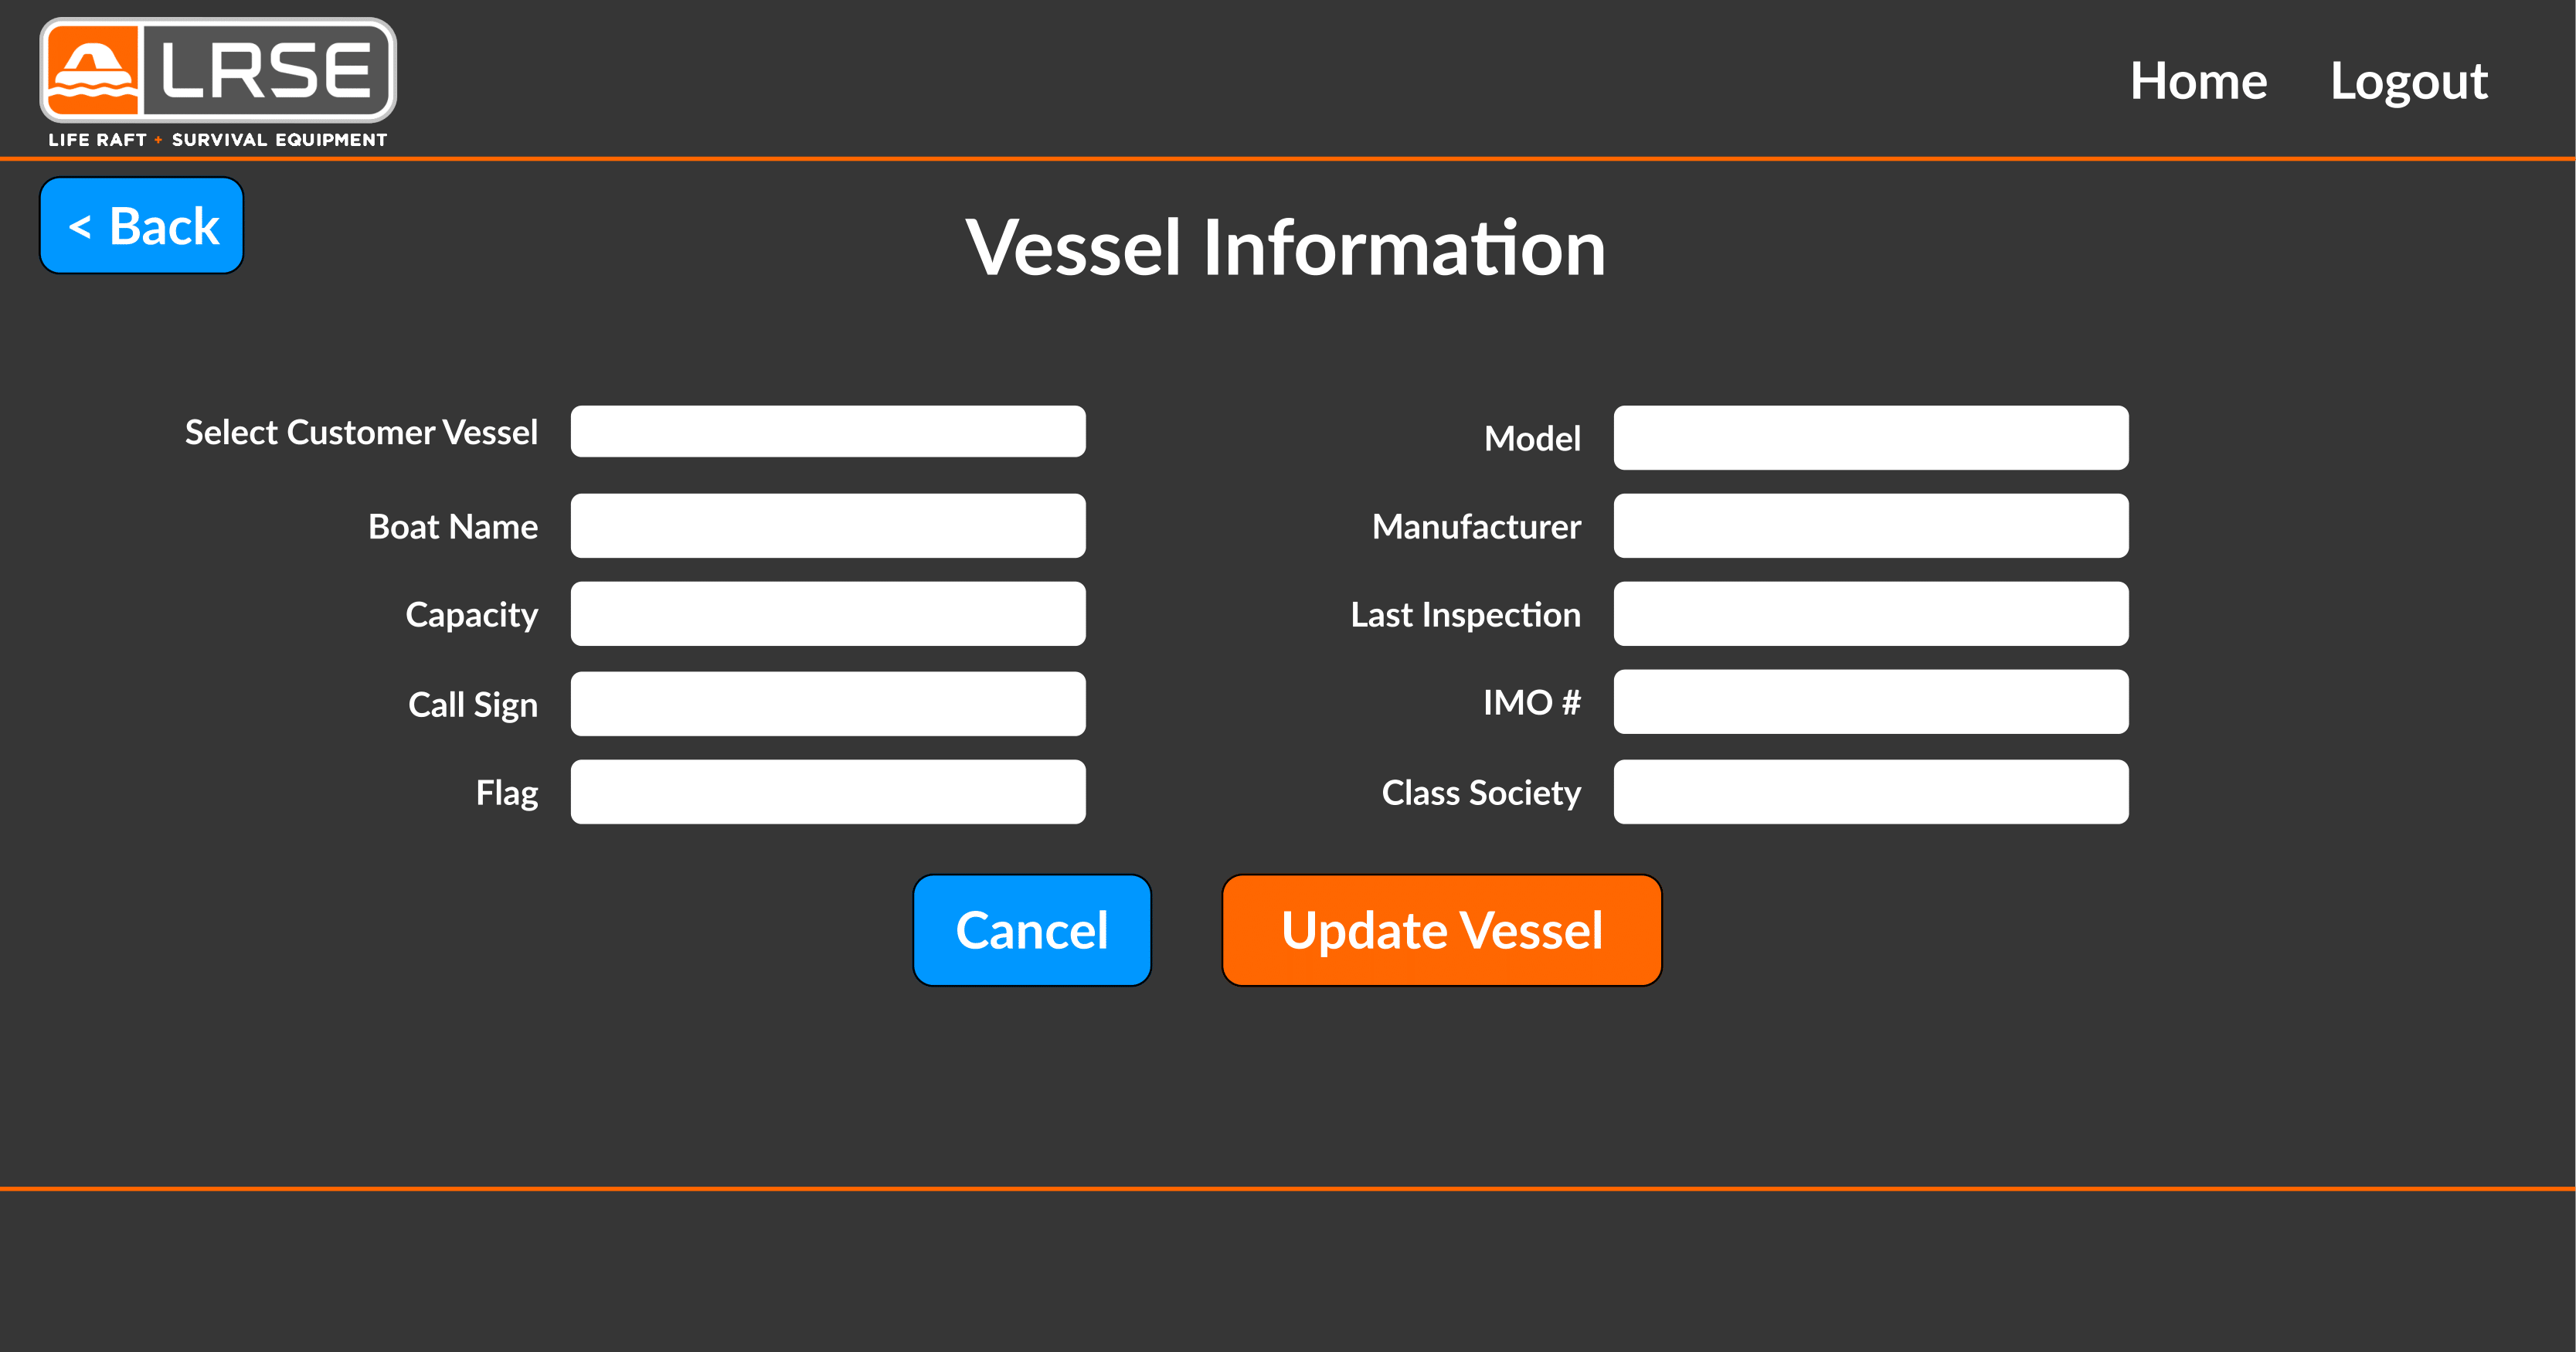 LRSE
LIFE RAFT + SURVIVAL EQUIPMENT
Home Logout
< Back
Vessel Information
Select Customer Vessel
Model
Boat Name
Manufacturer
Capacity
Last Inspection
Call Sign
IMO #
Flag
Class Society
Cancel
Update Vessel